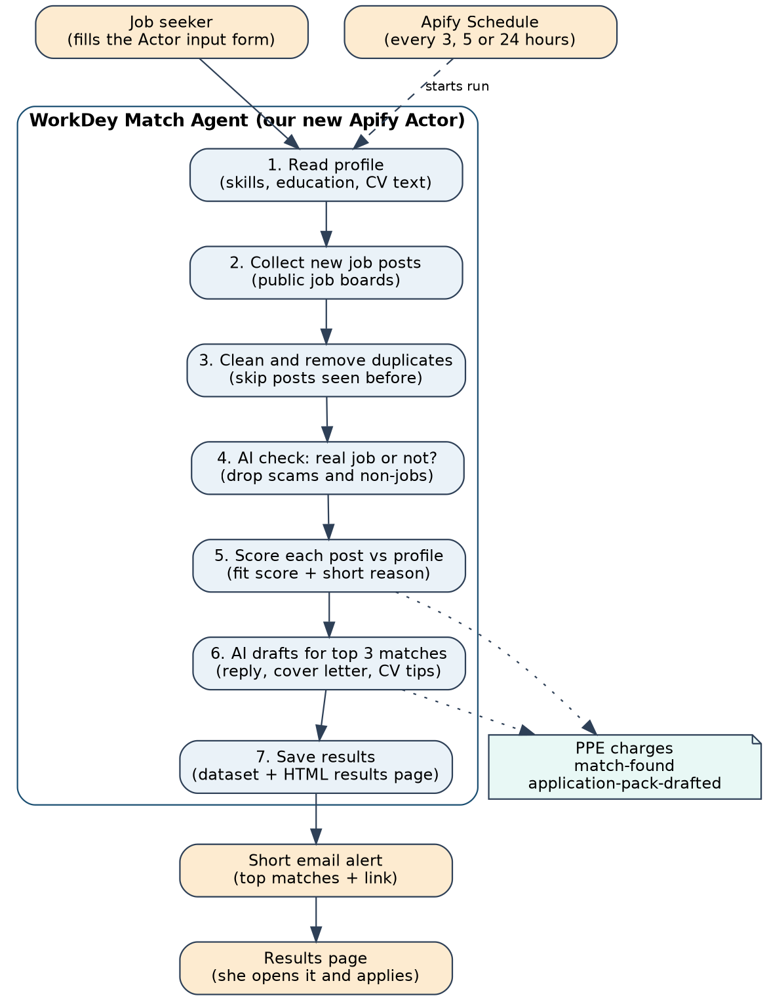 Job seeker
(fills the Actor input form)
Apify Schedule
(every 3, 5 or 24 hours)
starts run
WorkDey Match Agent (our new Apify Actor)
1. Read profile
(skills, education, CV text)
2. Collect new job posts
(public job boards)
3. Clean and remove duplicates
(skip posts seen before)
4. AI check: real job or not?
(drop scams and non-jobs)
5. Score each post vs profile
(fit score + short reason)
6. AI drafts for top 3 matches
(reply, cover letter, CV tips)
PPE charges
match-found
application-pack-drafted
7. Save results
(dataset + HTML results page)
Short email alert
(top matches + link)
Results page
(she opens it and applies)